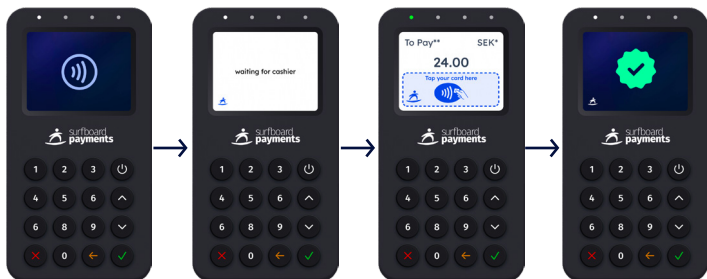 surfboard
payments
1 2 3
4 5 6
6 8 9
0
waiting for cashier
surfboard
payments
1 2 3
4 5 6
6 8 9
0
To Pay** SEK*
24.00
Tap your card here
surfboard
payments
1 2 3
4 5 6
6 8 9
0
surfboard
payments
1 2 3
4 5 6
6 8 9
0